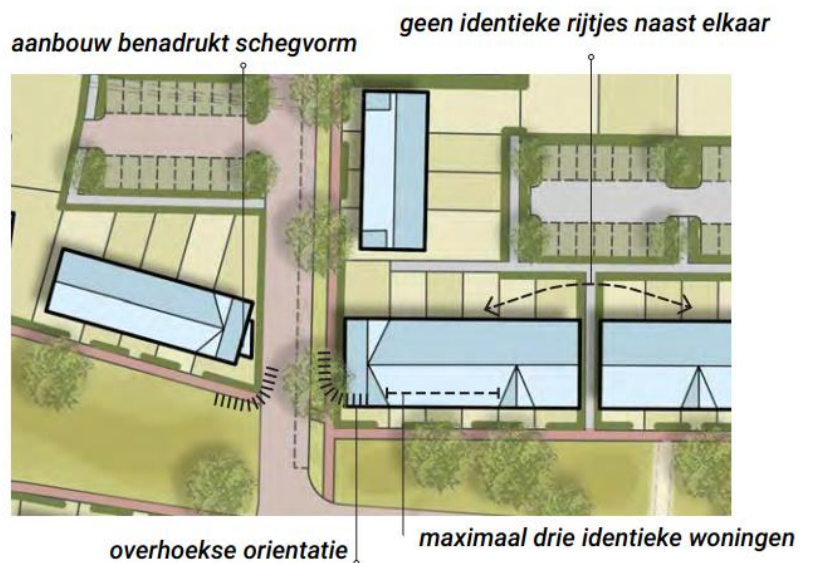 geen identieke rijtjes naast elkaar
aanbouw benadrukt schegvorm
maximaal drie identieke woningen
overhoekse orientatie